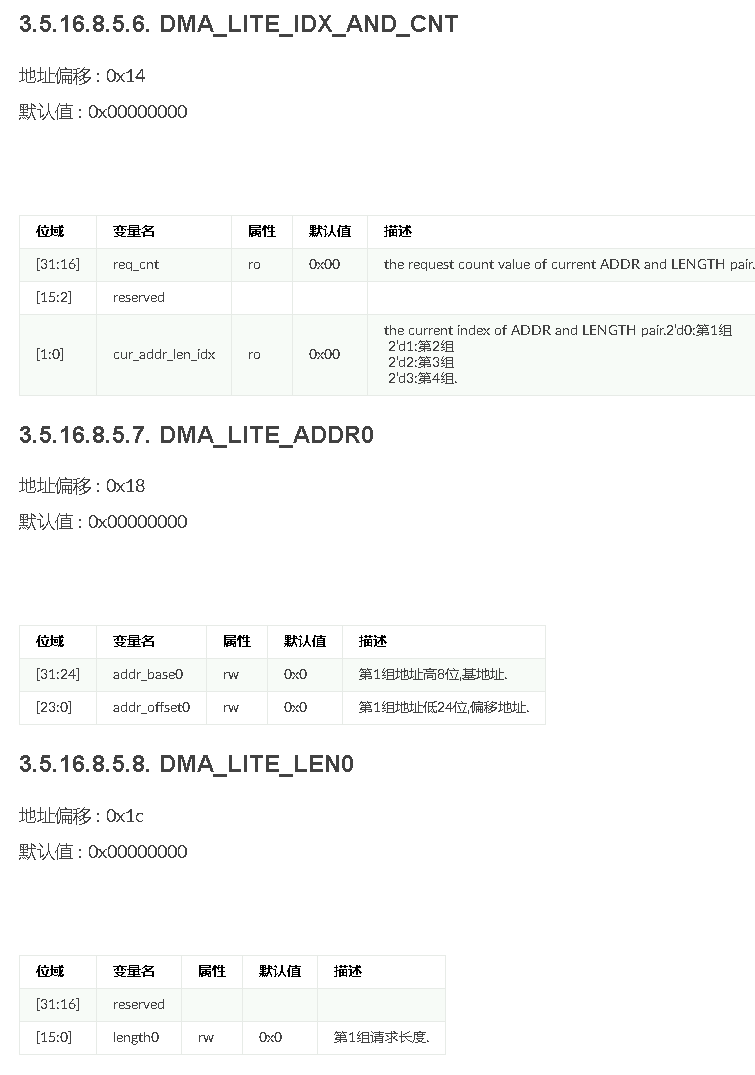 3.5.16.8.5.6. DMA_LITE_IDX_AND_CNT
地址偏移 : 0x14
默认值 : 0x00000000
位域 变量名 属性 默认值 描述
[31:16] req_cnt ro 0x00 the request count value of current ADDR and LENGTH pair.
[15:2] reserved
[1:0] cur_addr_len_idx ro 0x00 the current index of ADDR and LENGTH pair.2'd0:第1组
2'd1:第2组
2'd2:第3组
2'd3:第4组.
3.5.16.8.5.7. DMA_LITE_ADDR0
地址偏移 : 0x18
默认值 : 0x00000000
位域 变量名 属性 默认值 描述
[31:24] addr_base0 rw 0x0 第1组地址高8位,基地址.
[23:0] addr_offset0 rw 0x0 第1组地址低24位,偏移地址.
3.5.16.8.5.8. DMA_LITE_LEN0
地址偏移 : 0x1c
默认值 : 0x00000000
位域 变量名 属性 默认值 描述
[31:16] reserved
[15:0] length0 rw 0x0 第1组请求长度.